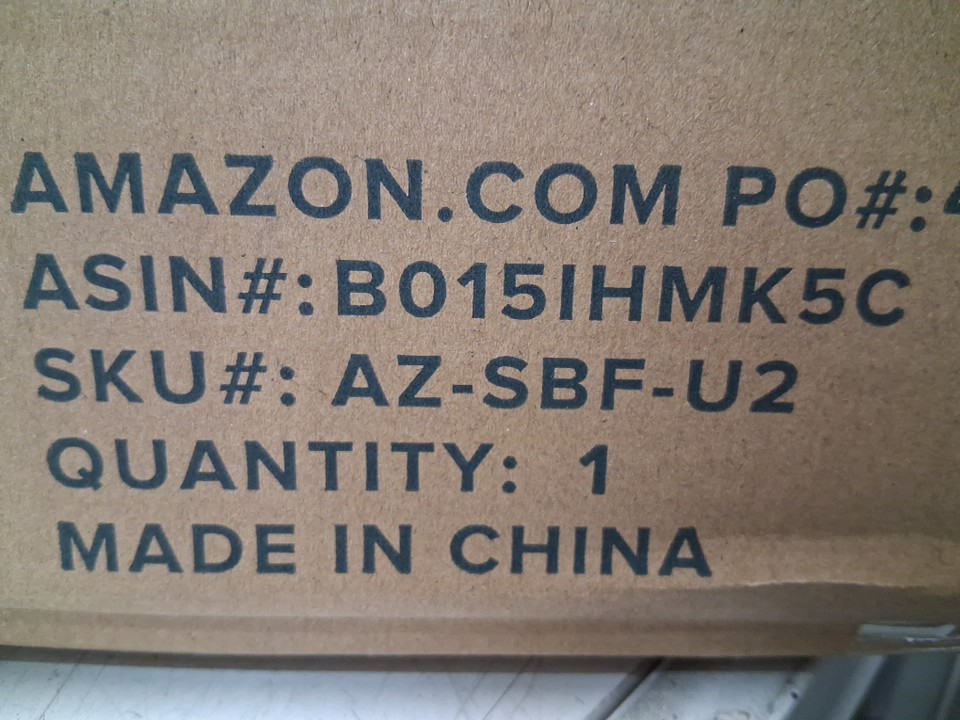 AMAZON.COM PO#:
ASIN#:B015IHMK5C
SKU#: AZ-SBF-U2
QUANTITY: 1
MADE IN CHINA